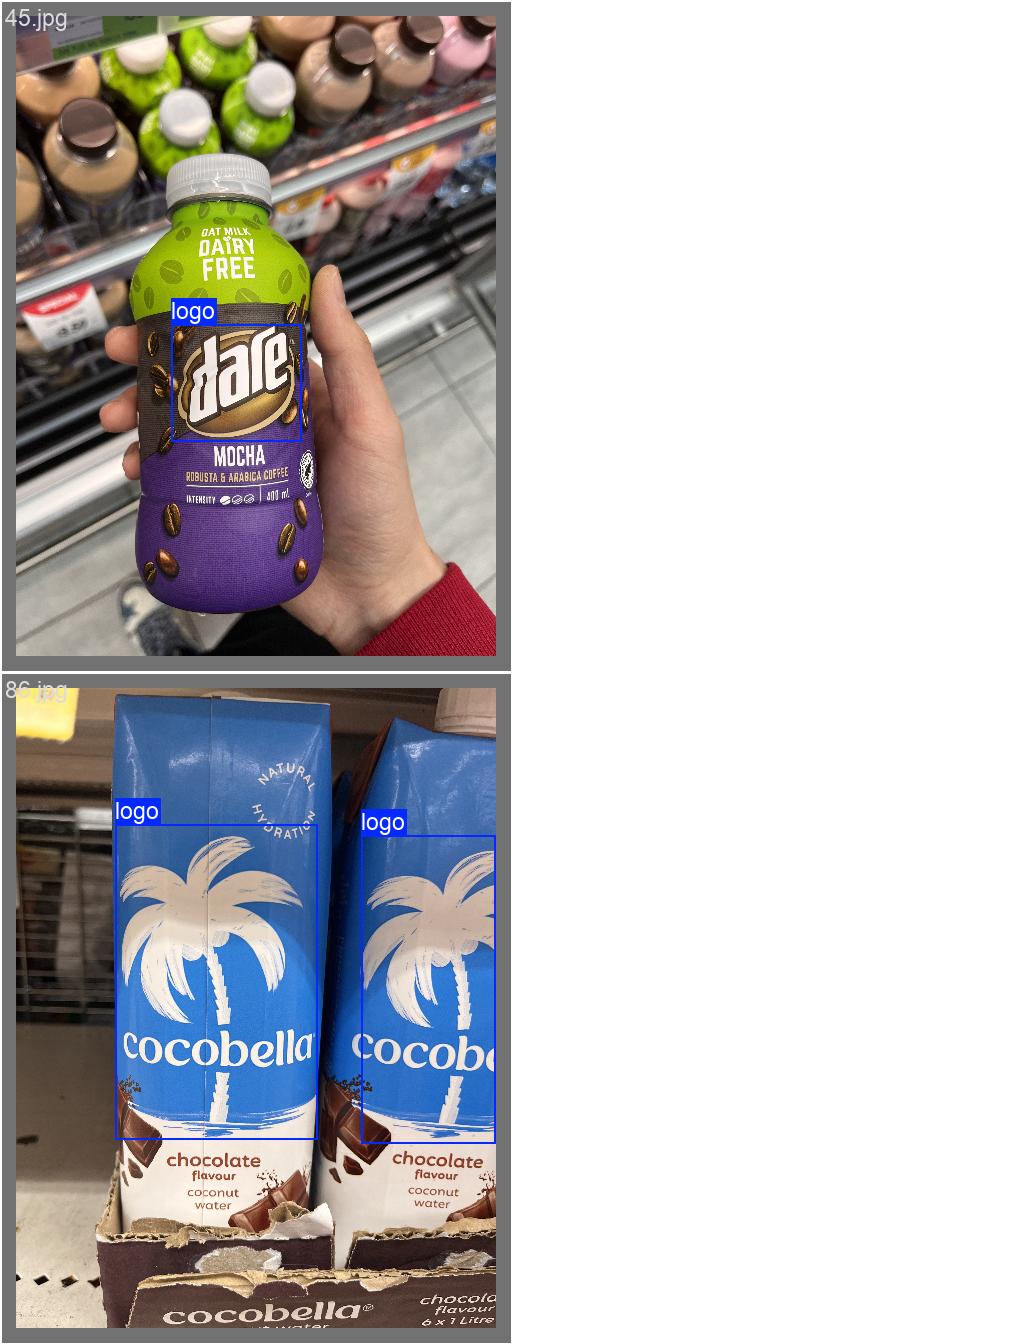 45.jpg
OAT MILK
DAIRY
FREE
logo
dare
MOCHA
ROBUSTA & ARABICA COFFEE
INTENSITY
400 mL
86.jpg
NATURAL
HYDRATION
logo
logo
cocobella
cocobe
chocolate
flavour
coconut
water
chocolate
flavour
coconut
water
cocobella®
water
chocola
flavour
6 x 1 Litre